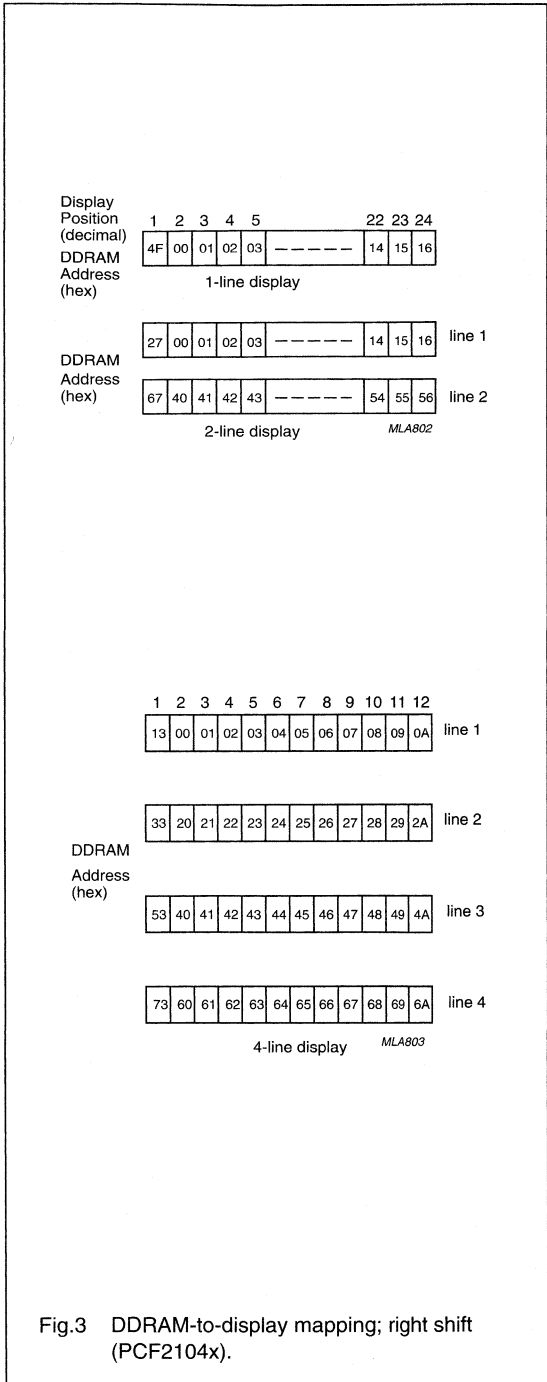 Display
Position
(decimal)
1 2 3 4 5 22 23 24
DDRAM
Address
(hex)
4F 00 01 02 03 ----- 14 15 16
1-line display
27 00 01 02 03 ----- 14 15 16 line 1
DDRAM
Address
(hex)
67 40 41 42 43 ----- 54 55 56 line 2
2-line display MLA802
1 2 3 4 5 6 7 8 9 10 11 12
13 00 01 02 03 04 05 06 07 08 09 0A line 1
33 20 21 22 23 24 25 26 27 28 29 2A line 2
DDRAM
Address
(hex)
53 40 41 42 43 44 45 46 47 48 49 4A line 3
73 60 61 62 63 64 65 66 67 68 69 6A line 4
4-line display MLA803
Fig.3 DDRAM-to-display mapping; right shift
(PCF2104x).